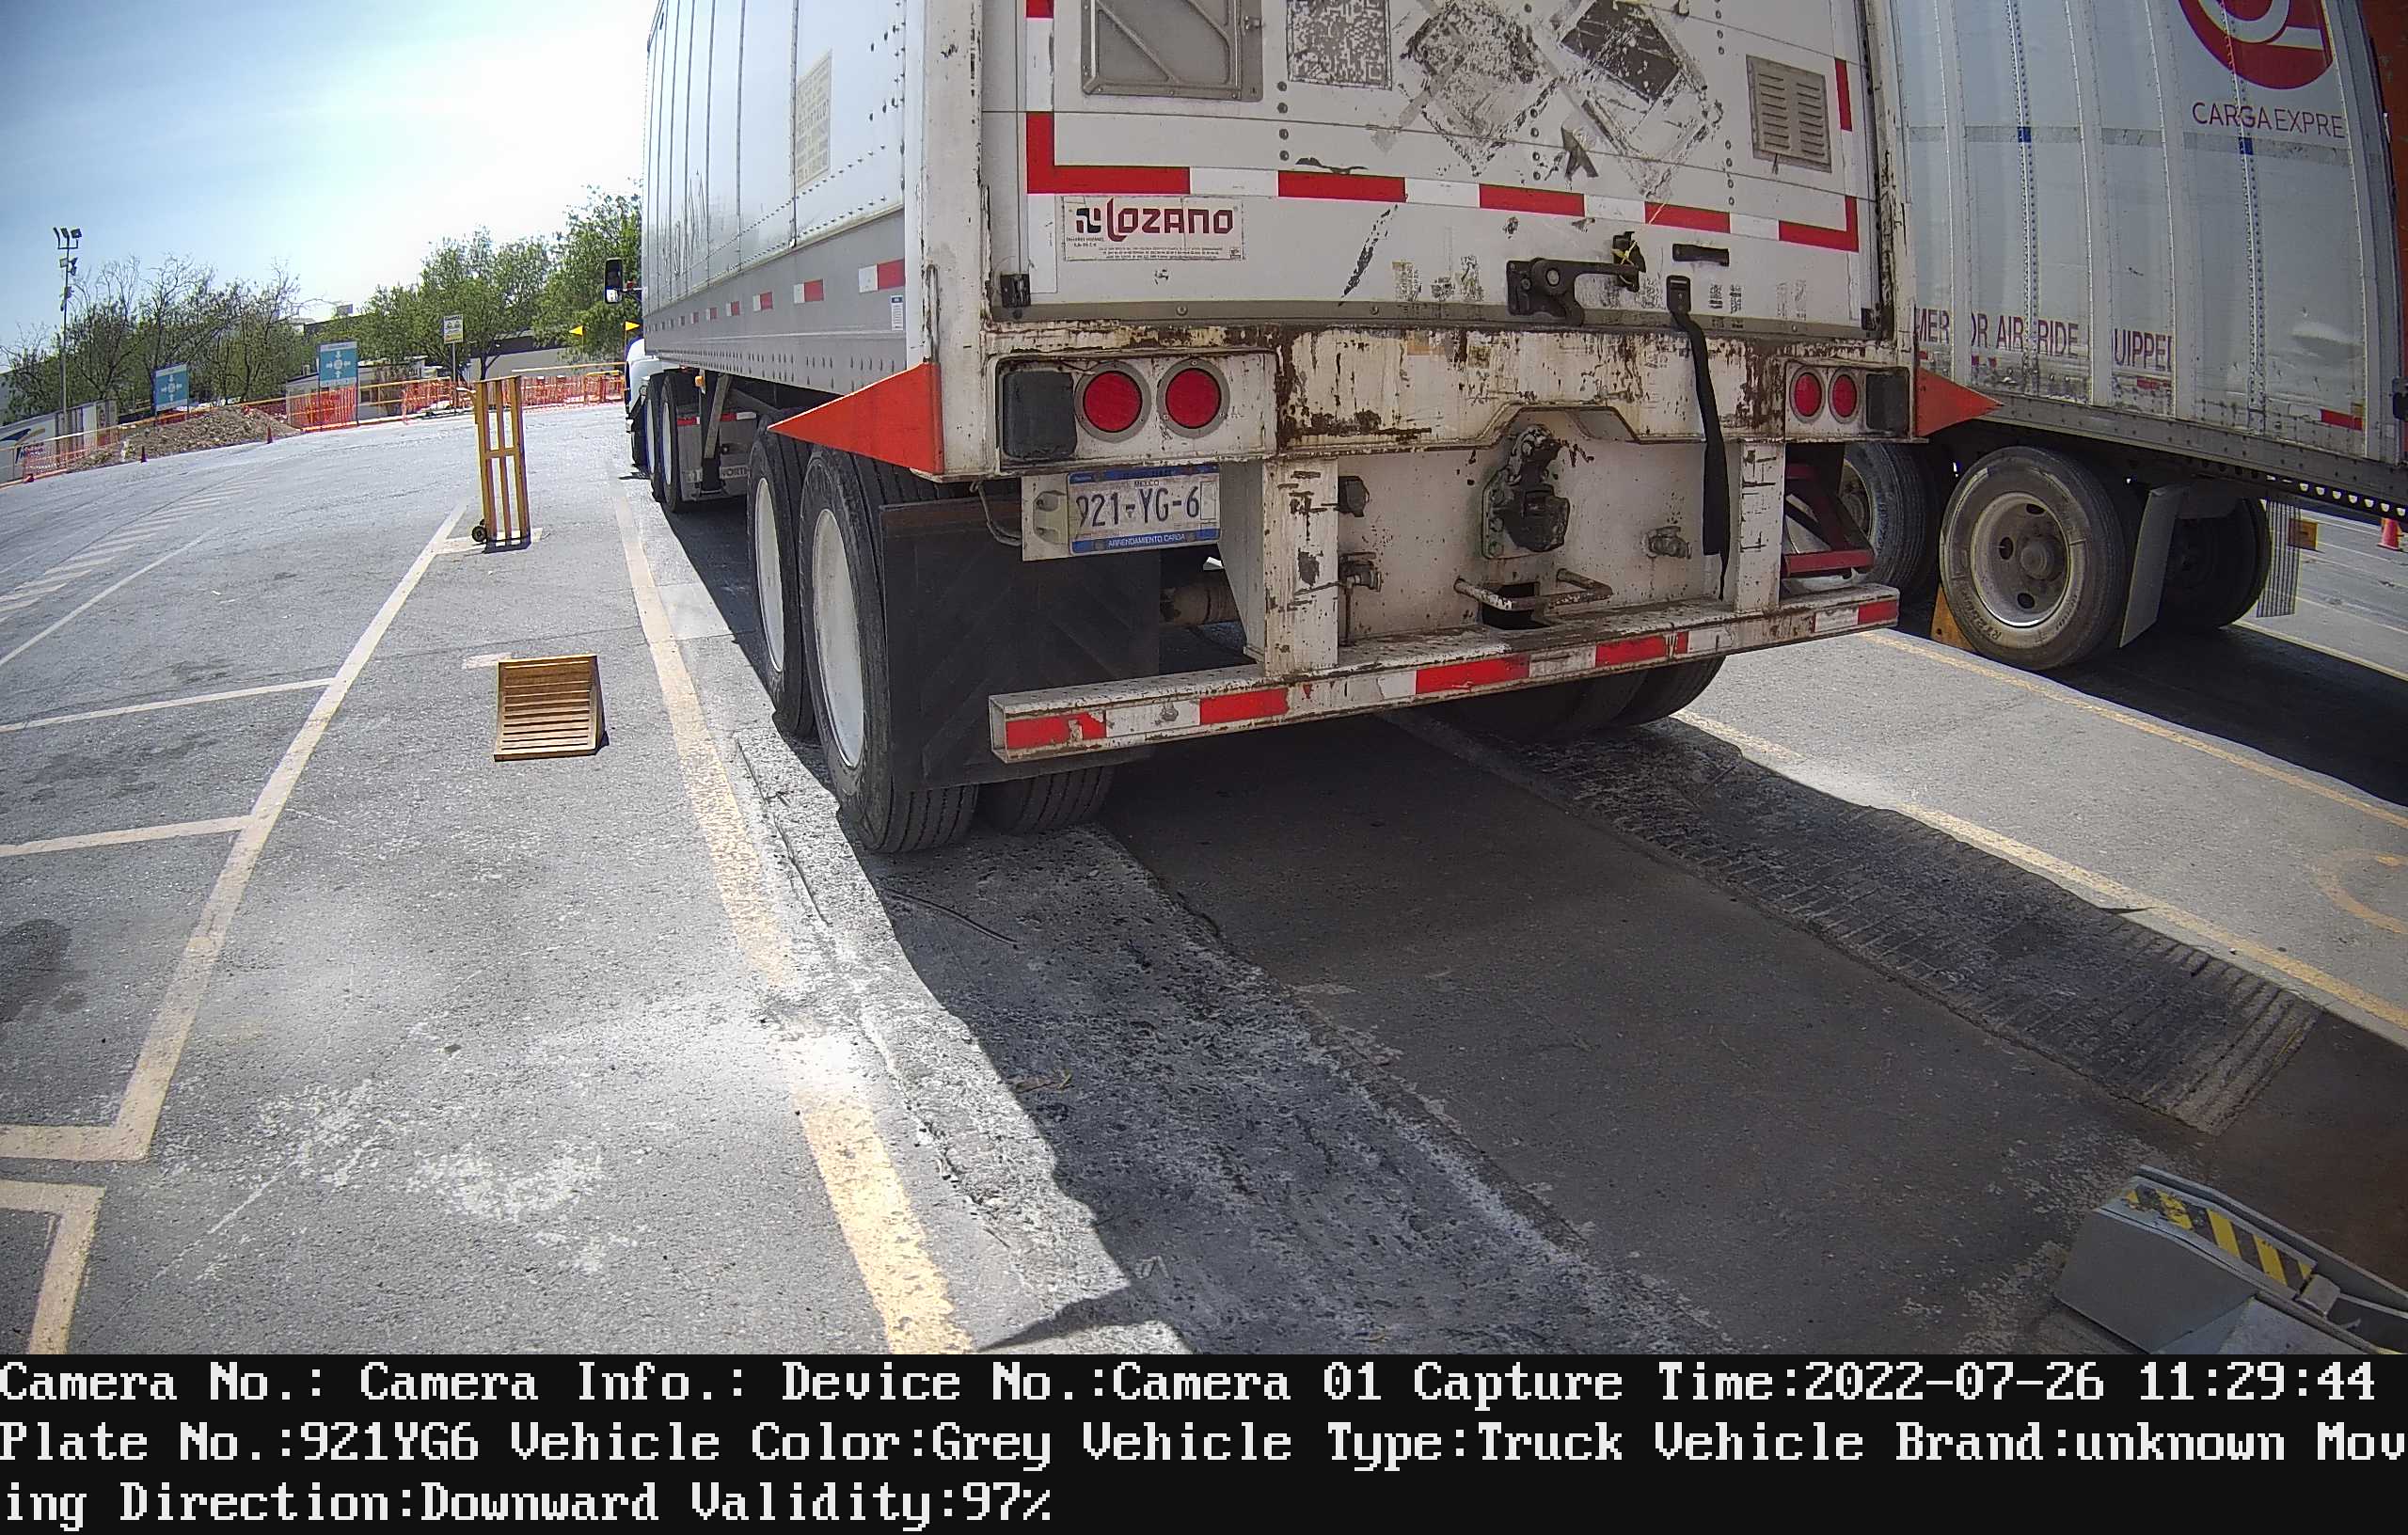 CARGA EXPRE
LOZANO
MER
OR AIR RIDE
UIPPE
MEXICO
921-YG-6
ARRENDAMIENTO CARGA
Camera No.: Camera Info.: Device No.:Camera 01 Capture Time:2022-07-26 11:29:44
Plate No.:921YG6 Vehicle Color:Grey Vehicle Type:Truck Vehicle Brand:unknown Mov
ing Direction:Downward Validity:97%